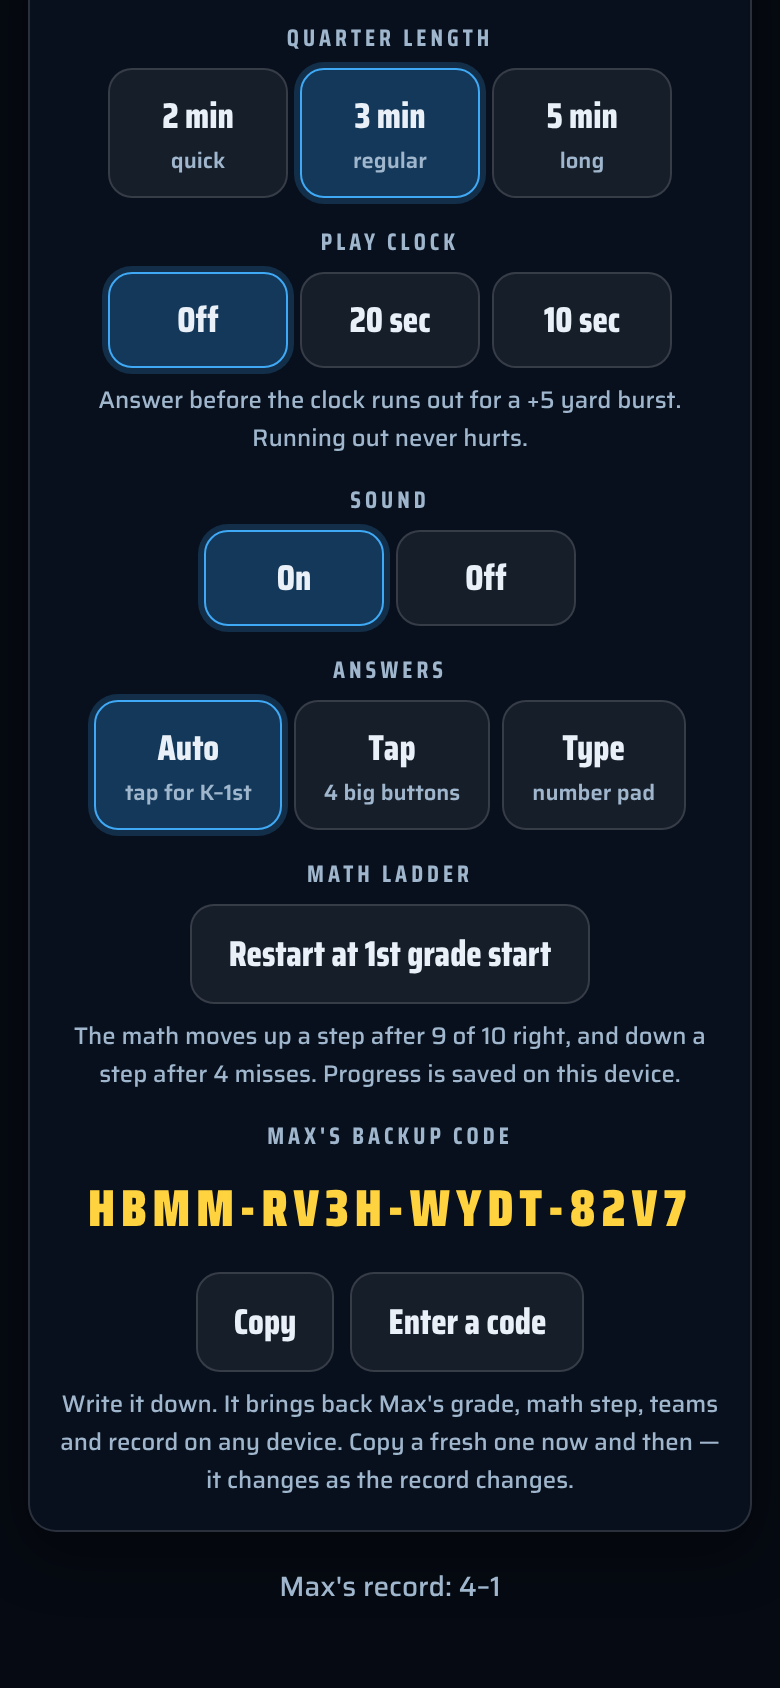 QUARTER LENGTH
2 min
quick
3 min
regular
5 min
long
PLAY CLOCK
Off
20 sec
10 sec
Answer before the clock runs out for a +5 yard burst.
Running out never hurts.
SOUND
On
Off
ANSWERS
Auto
tap for K–1st
Tap
4 big buttons
Type
number pad
MATH LADDER
Restart at 1st grade start
The math moves up a step after 9 of 10 right, and down a
step after 4 misses. Progress is saved on this device.
MAX'S BACKUP CODE
HBMM-RV3H-WYDT-82V7
Copy
Enter a code
Write it down. It brings back Max's grade, math step, teams
and record on any device. Copy a fresh one now and then —
it changes as the record changes.
Max's record: 4–1